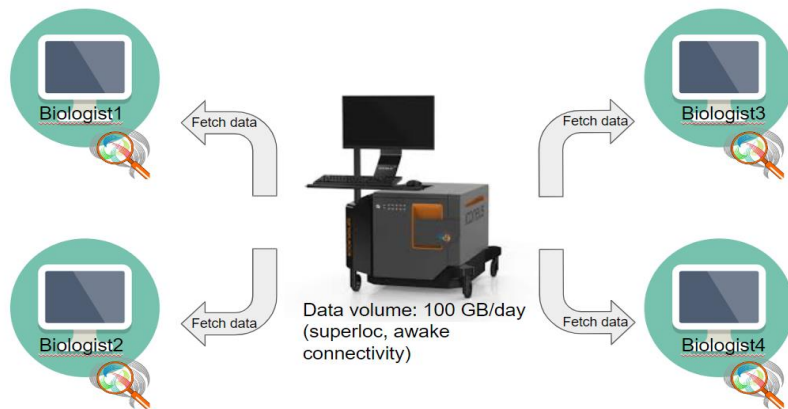 Biologist1
Fetch data
Fetch data
Biologist3
Biologist2
Fetch data
Data volume: 100 GB/day
(superloc, awake
connectivity)
Fetch data
Biologist4